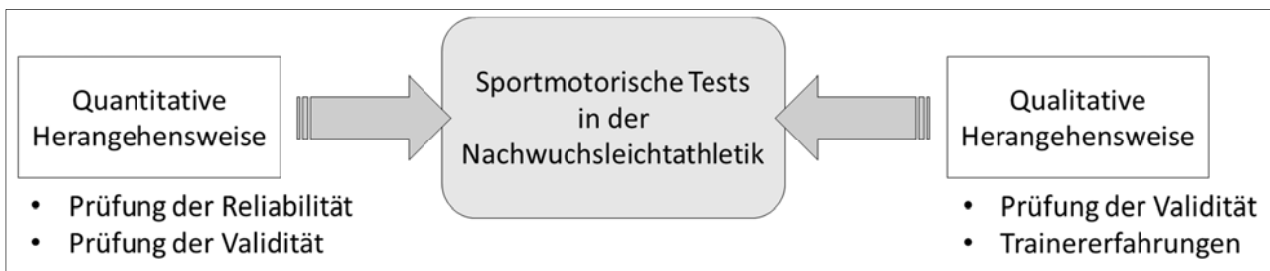 Quantitative
Herangehensweise
• Prüfung der Reliabilität
• Prüfung der Validität
Sportmotorische Tests
in der
Nachwuchsleichtathletik
Qualitative
Herangehensweise
• Prüfung der Validität
• Trainererfahrungen